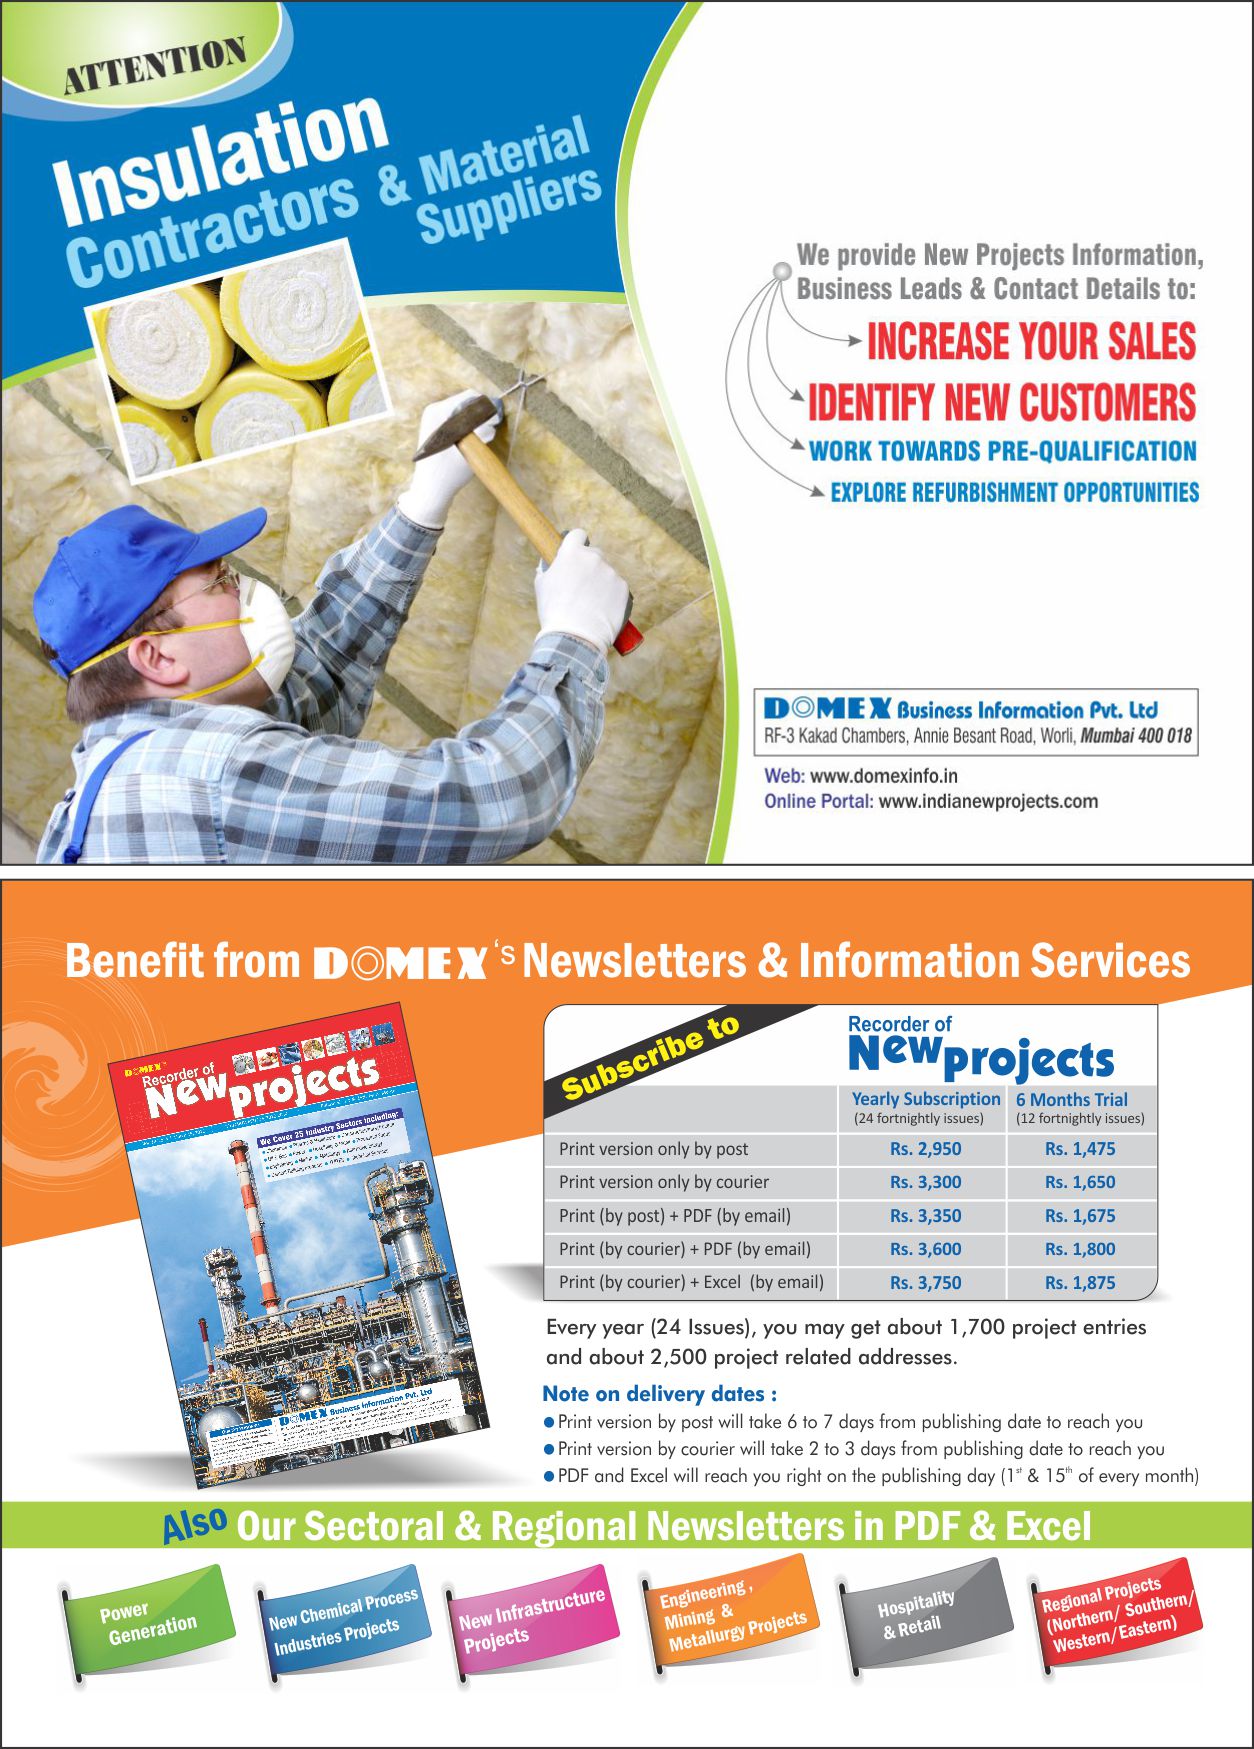 ATTENTION
Insulation
Contractors & Material
Suppliers
We provide New Projects Information,
Business Leads & Contact Details to:
INCREASE YOUR SALES
IDENTIFY NEW CUSTOMERS
WORK TOWARDS PRE-QUALIFICATION
EXPLORE REFURBISHMENT OPPORTUNITIES
DOMEX Business Information Pvt. Ltd
RF-3 Kakad Chambers, Annie Besant Road, Worli, Mumbai 400 018
Web: www.domexinfo.in
Online Portal: www.indianewprojects.com
Benefit from DOMEX‘s Newsletters & Information Services
DOMEX
Recorder of
Newprojects
We Cover 25 Industry Sectors including:
DOMEX Business Information Pvt. Ltd
Subscribe to
Recorder of
Newprojects
Yearly Subscription 6 Months Trial
(24 fortnightly issues) (12 fortnightly issues)
Print version only by post Rs. 2,950 Rs. 1,475
Print version only by courier Rs. 3,300 Rs. 1,650
Print (by post) + PDF (by email) Rs. 3,350 Rs. 1,675
Print (by courier) + PDF (by email) Rs. 3,600 Rs. 1,800
Print (by courier) + Excel (by email) Rs. 3,750 Rs. 1,875
Every year (24 Issues), you may get about 1,700 project entries
and about 2,500 project related addresses.
Note on delivery dates :
● Print version by post will take 6 to 7 days from publishing date to reach you
● Print version by courier will take 2 to 3 days from publishing date to reach you
● PDF and Excel will reach you right on the publishing day (1st & 15th of every month)
Also Our Sectoral & Regional Newsletters in PDF & Excel
Power
Generation
New Chemical Process
Industries Projects
New Infrastructure
Projects
Engineering ,
Mining &
Metallurgy Projects
Hospitality
& Retail
Regional Projects
(Northern/ Southern/
Western/Eastern)